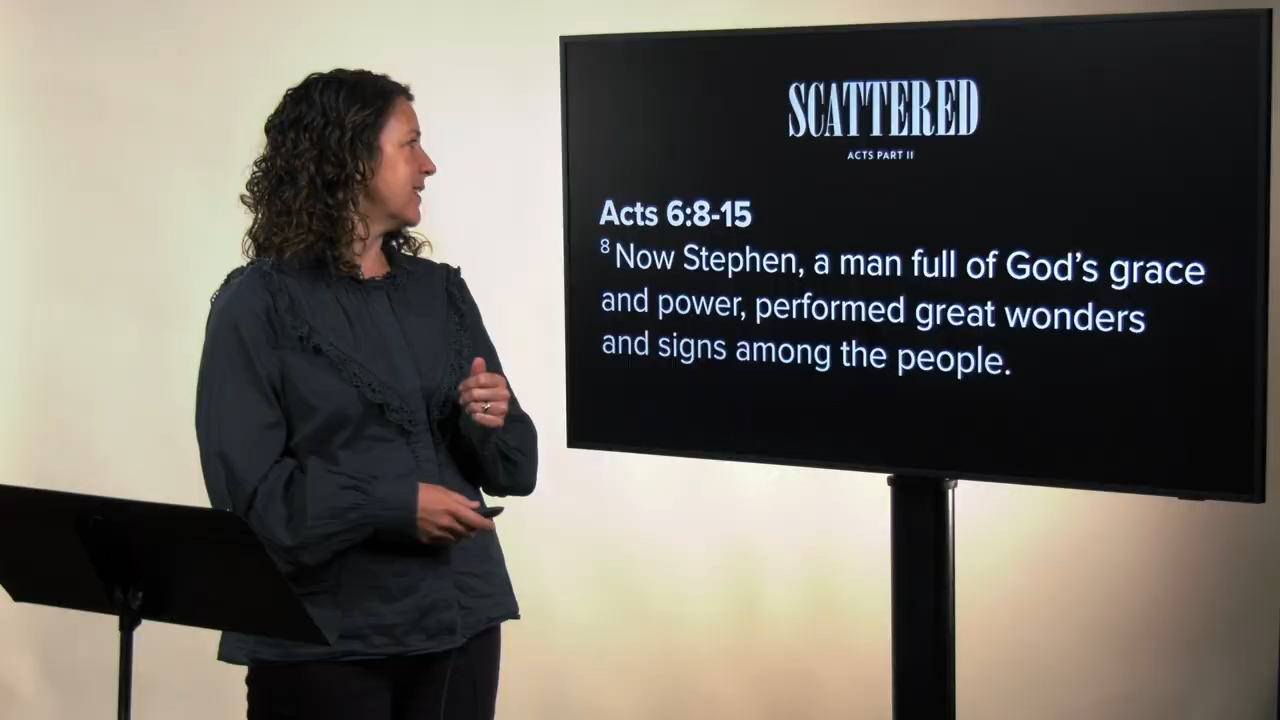 SCATTERED
ACTS PART II
Acts 6:8-15
8 Now Stephen, a man full of God’s grace
and power, performed great wonders
and signs among the people.